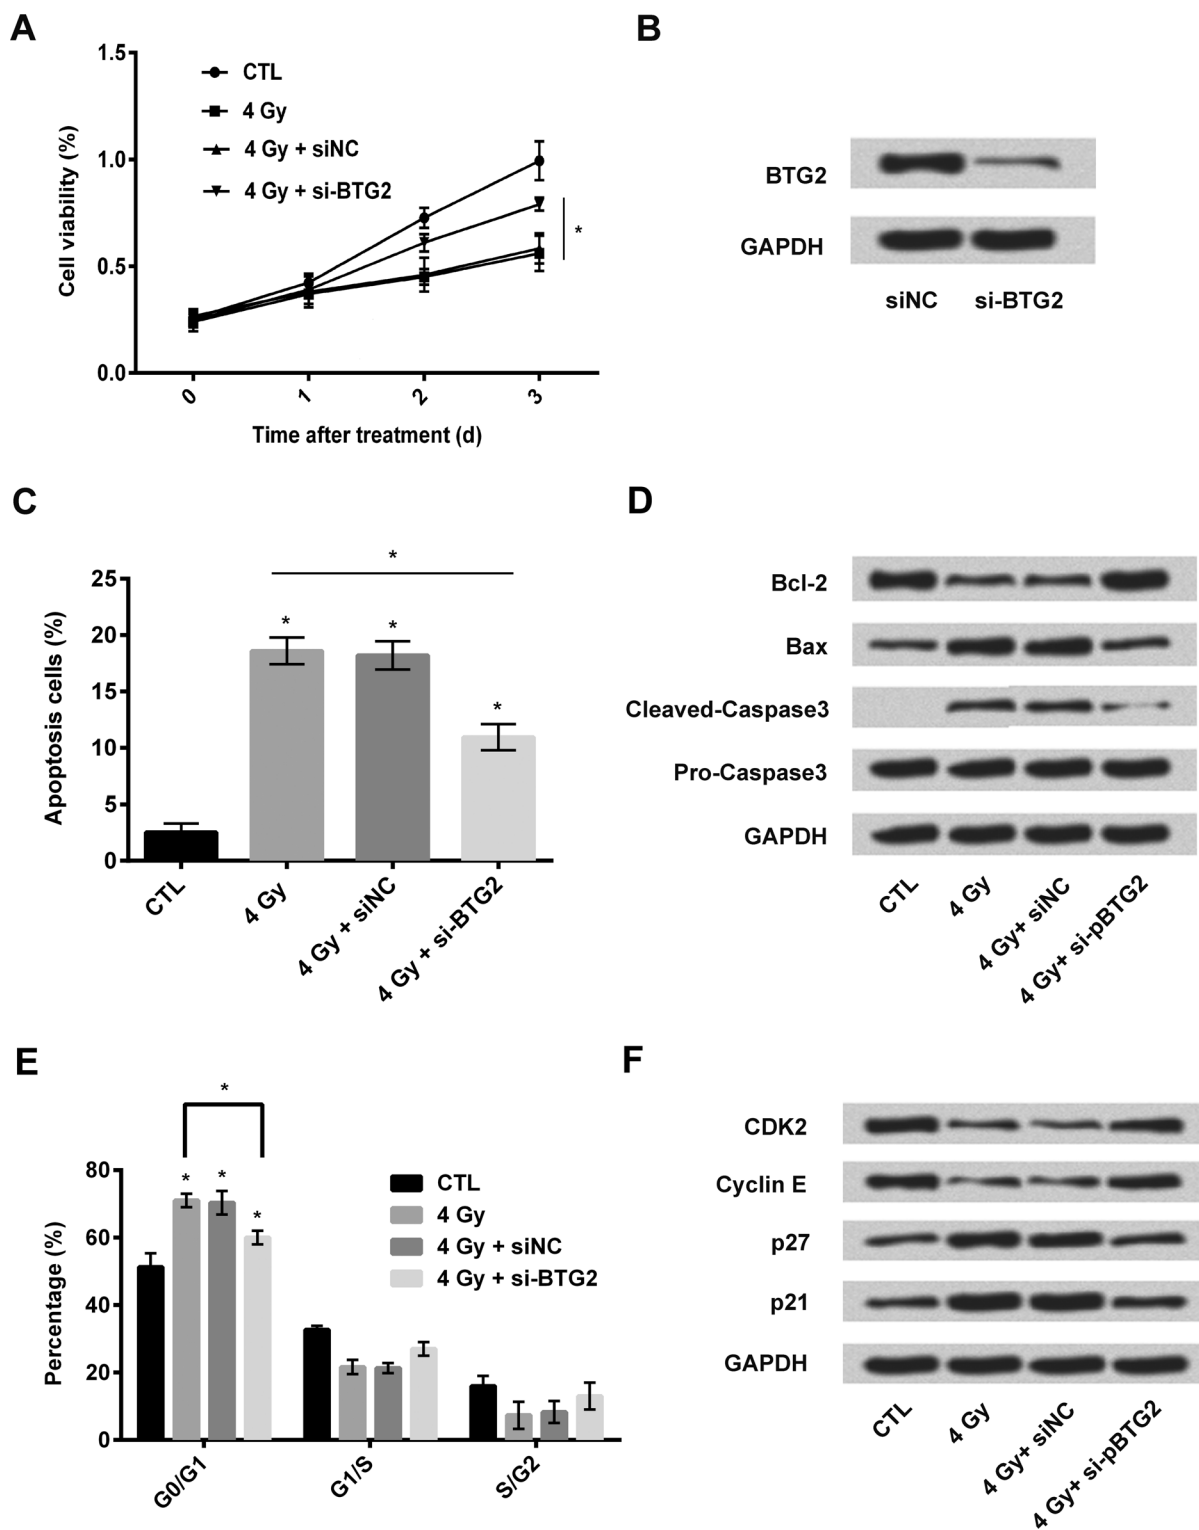 A
1.5
1.0
0.5
0.0
Cell viability (%)
CTL
4 Gy
4 Gy + siNC
4 Gy + si-BTG2
*
0
1
2
3
Time after treatment (d)
B
BTG2
GAPDH
siNC
si-BTG2
C
*
25
20
15
10
5
0
Apoptosis cells (%)
*
*
*
CTL
4 Gy
4 Gy + siNC
4 Gy + si-BTG2
D
Bcl-2
Bax
Cleaved-Caspase3
Pro-Caspase3
GAPDH
CTL
4 Gy
4 Gy+ siNC
4 Gy+ si-pBTG2
E
*
80
60
40
20
0
Percentage (%)
*
*
*
CTL
4 Gy
4 Gy + siNC
4 Gy + si-BTG2
G0/G1
G1/S
S/G2
F
CDK2
Cyclin E
p27
p21
GAPDH
CTL
4 Gy
4 Gy+ siNC
4 Gy+ si-pBTG2